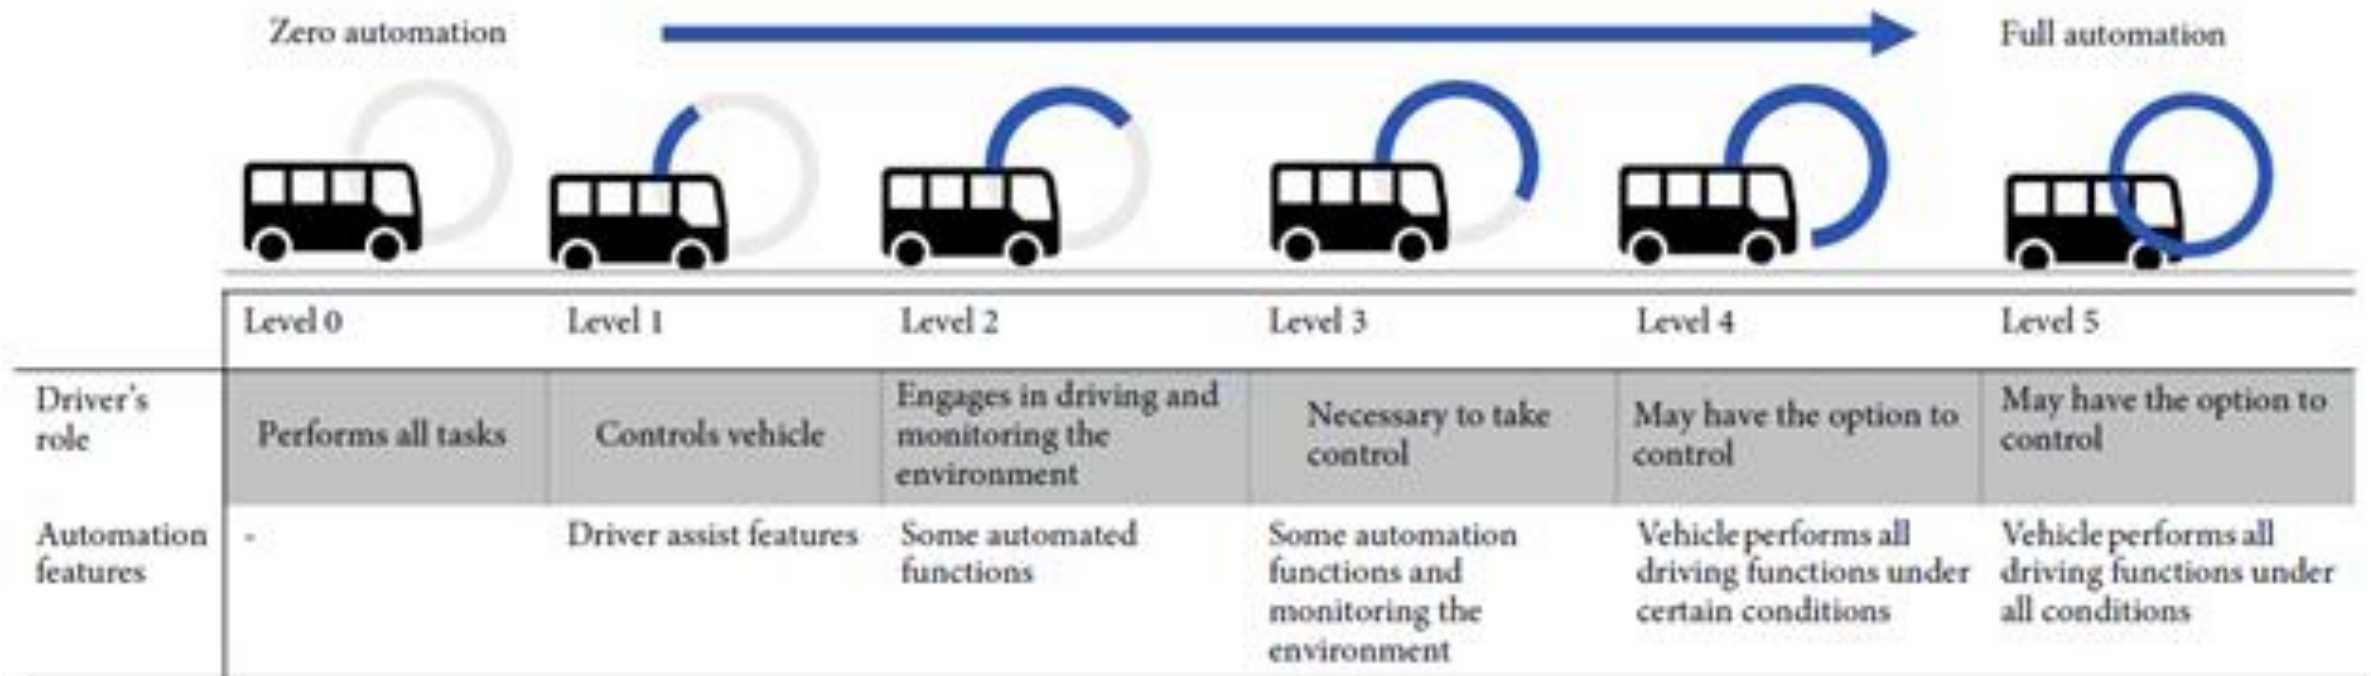 Zero automation
Full automation
Level 0
Level 1
Level 2
Level 3
Level 4
Level 5
Driver's
role
Performs all tasks
Controls vehicle
Engages in driving and
monitoring the
environment
Necessary to take
control
May have the option to
control
May have the option to
control
Automation
features
-
Driver assist features
Some automated
functions
Some automation
functions and
monitoring the
environment
Vehicle performs all
driving functions under
certain conditions
Vehicle performs all
driving functions under
all conditions